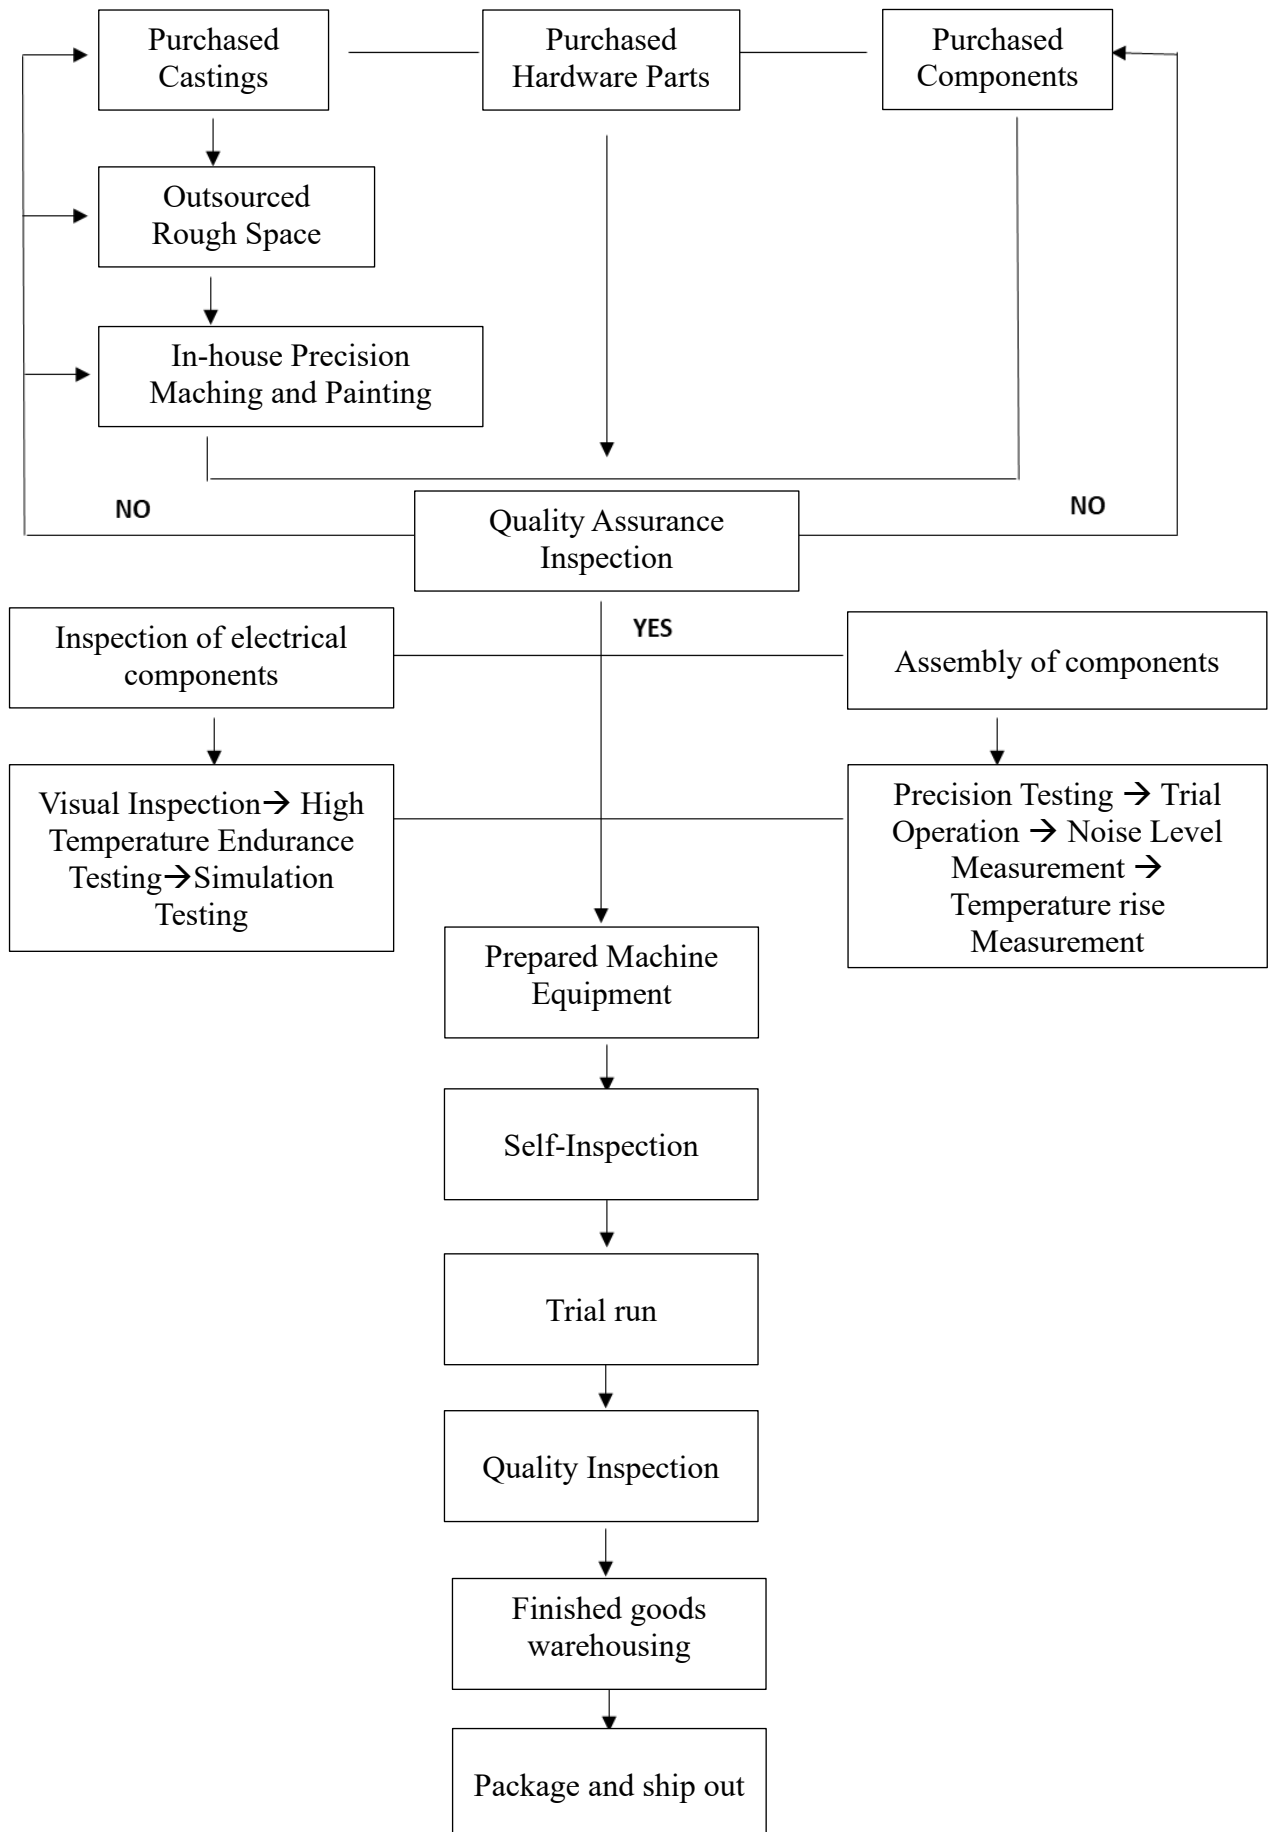 Purchased
Castings
Purchased
Hardware Parts
Purchased
Components
Outsourced
Rough Space
In-house Precision
Maching and Painting
NO
Quality Assurance
Inspection
NO
YES
Inspection of electrical
components
Assembly of components
Visual Inspection→ High
Temperature Endurance
Testing→Simulation
Testing
Precision Testing → Trial
Operation → Noise Level
Measurement →
Temperature rise
Measurement
Prepared Machine
Equipment
Self-Inspection
Trial run
Quality Inspection
Finished goods
warehousing
Package and ship out